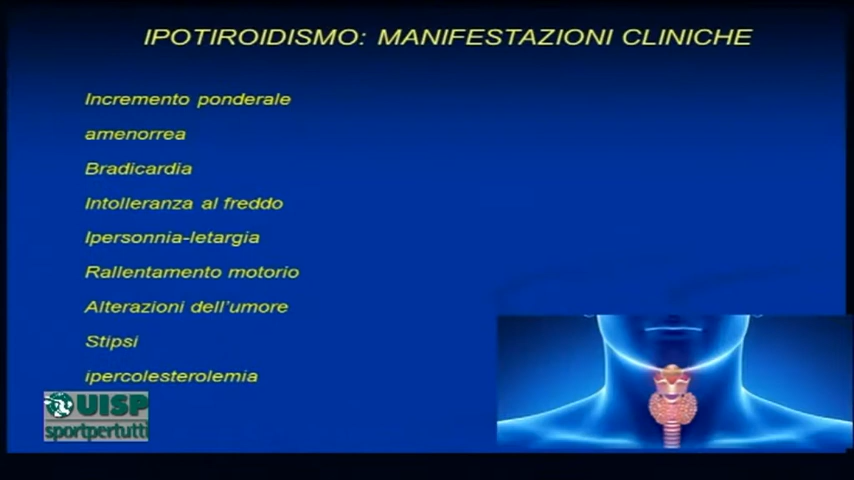 IPOTIROIDISMO: MANIFESTAZIONI CLINICHE
Incremento ponderale
amenorrea
Bradicardia
Intolleranza al freddo
Ipersonnia-letargia
Rallentamento motorio
Alterazioni dell'umore
Stipsi
ipercolesterolemia
UISP
sportpertutti